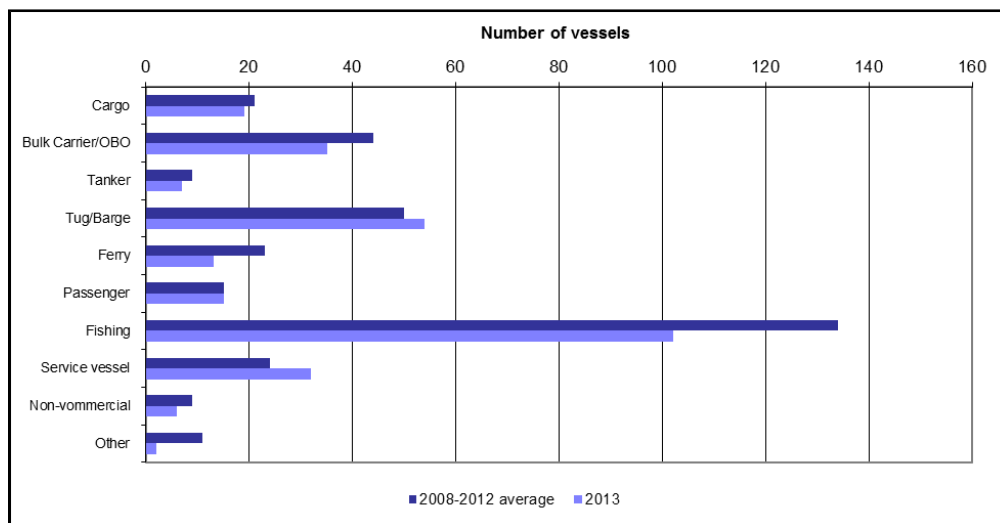 Number of vessels
0 20 40 60 80 100 120 140 160
Cargo
Bulk Carrier/OBO
Tanker
Tug/Barge
Ferry
Passenger
Fishing
Service vessel
Non-vommercial
Other
2008-2012 average 2013